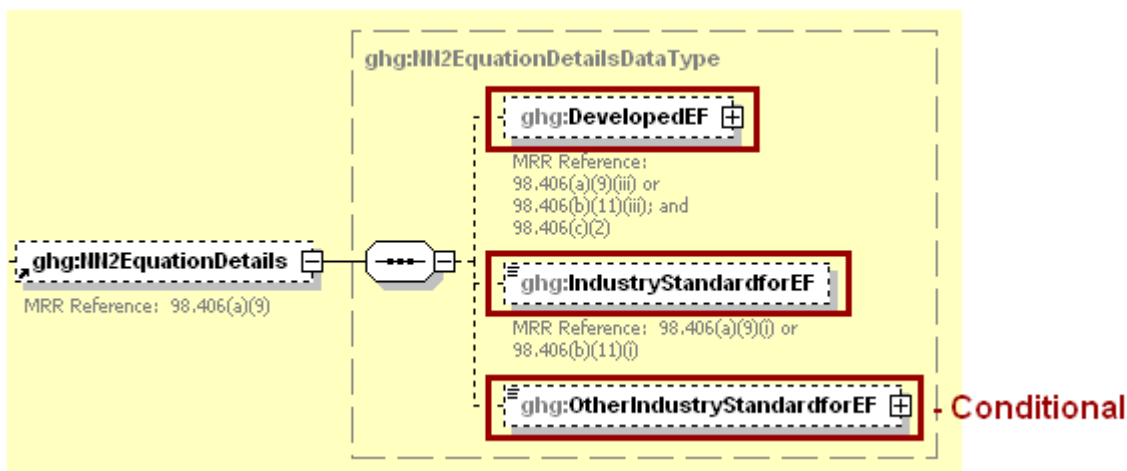 ghg:NN2EquationDetailsDataType
ghg:DevelopedEF
MRR Reference:
98.406(a)(9)(iii) or
98.406(b)(11)(iii); and
98.406(c)(2)
ghg:NN2EquationDetails
MRR Reference: 98.406(a)(9)
ghg:IndustryStandardforEF
MRR Reference: 98.406(a)(9)(i) or
98.406(b)(11)(i)
ghg:OtherIndustryStandardforEF
- Conditional